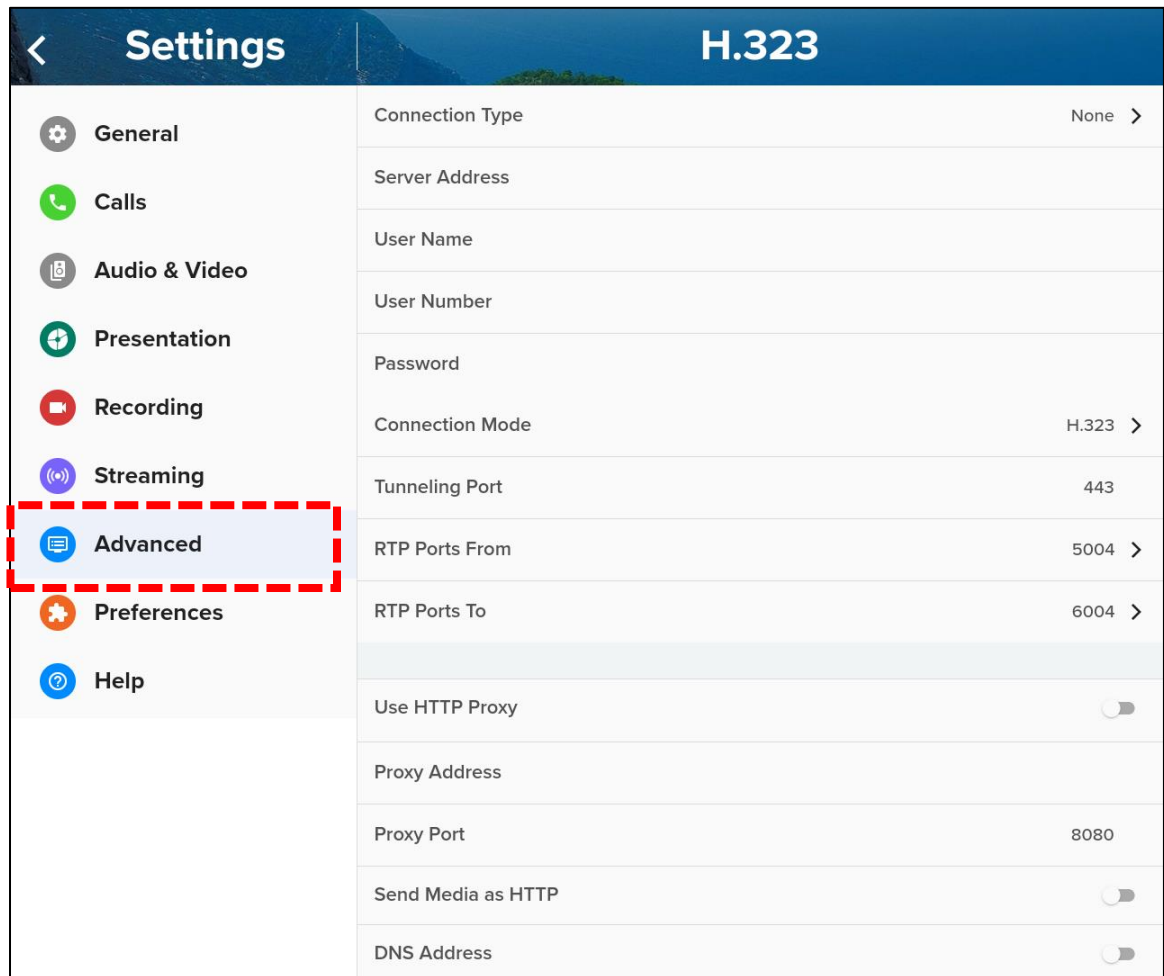 Settings
H.323
General
Calls
Audio & Video
Presentation
Recording
Streaming
Advanced
Preferences
Help
Connection Type None
Server Address
User Name
User Number
Password
Connection Mode H.323
Tunneling Port 443
RTP Ports From 5004
RTP Ports To 6004
Use HTTP Proxy
Proxy Address
Proxy Port 8080
Send Media as HTTP
DNS Address